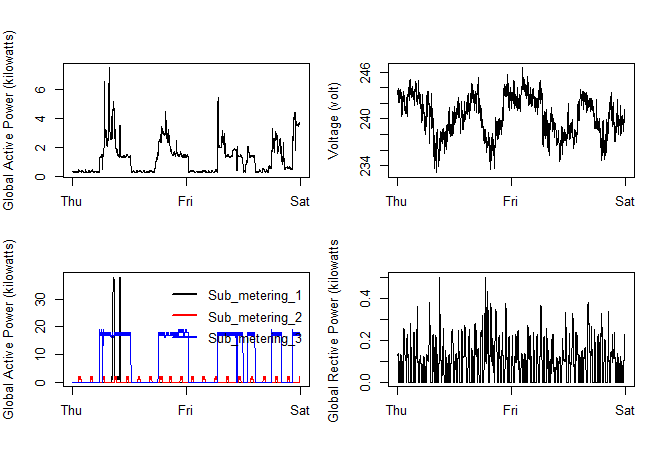 Global Active Power (kilowatts)
6
4
2
0
Thu
Fri
Sat
Voltage (volt)
246
240
234
Thu
Fri
Sat
Global Active Power (kilowatts)
30
20
10
0
Sub_metering_1
Sub_metering_2
Sub_metering_3
Thu
Fri
Sat
Global Rective Power (kilowatts
0.4
0.2
0.0
Thu
Fri
Sat